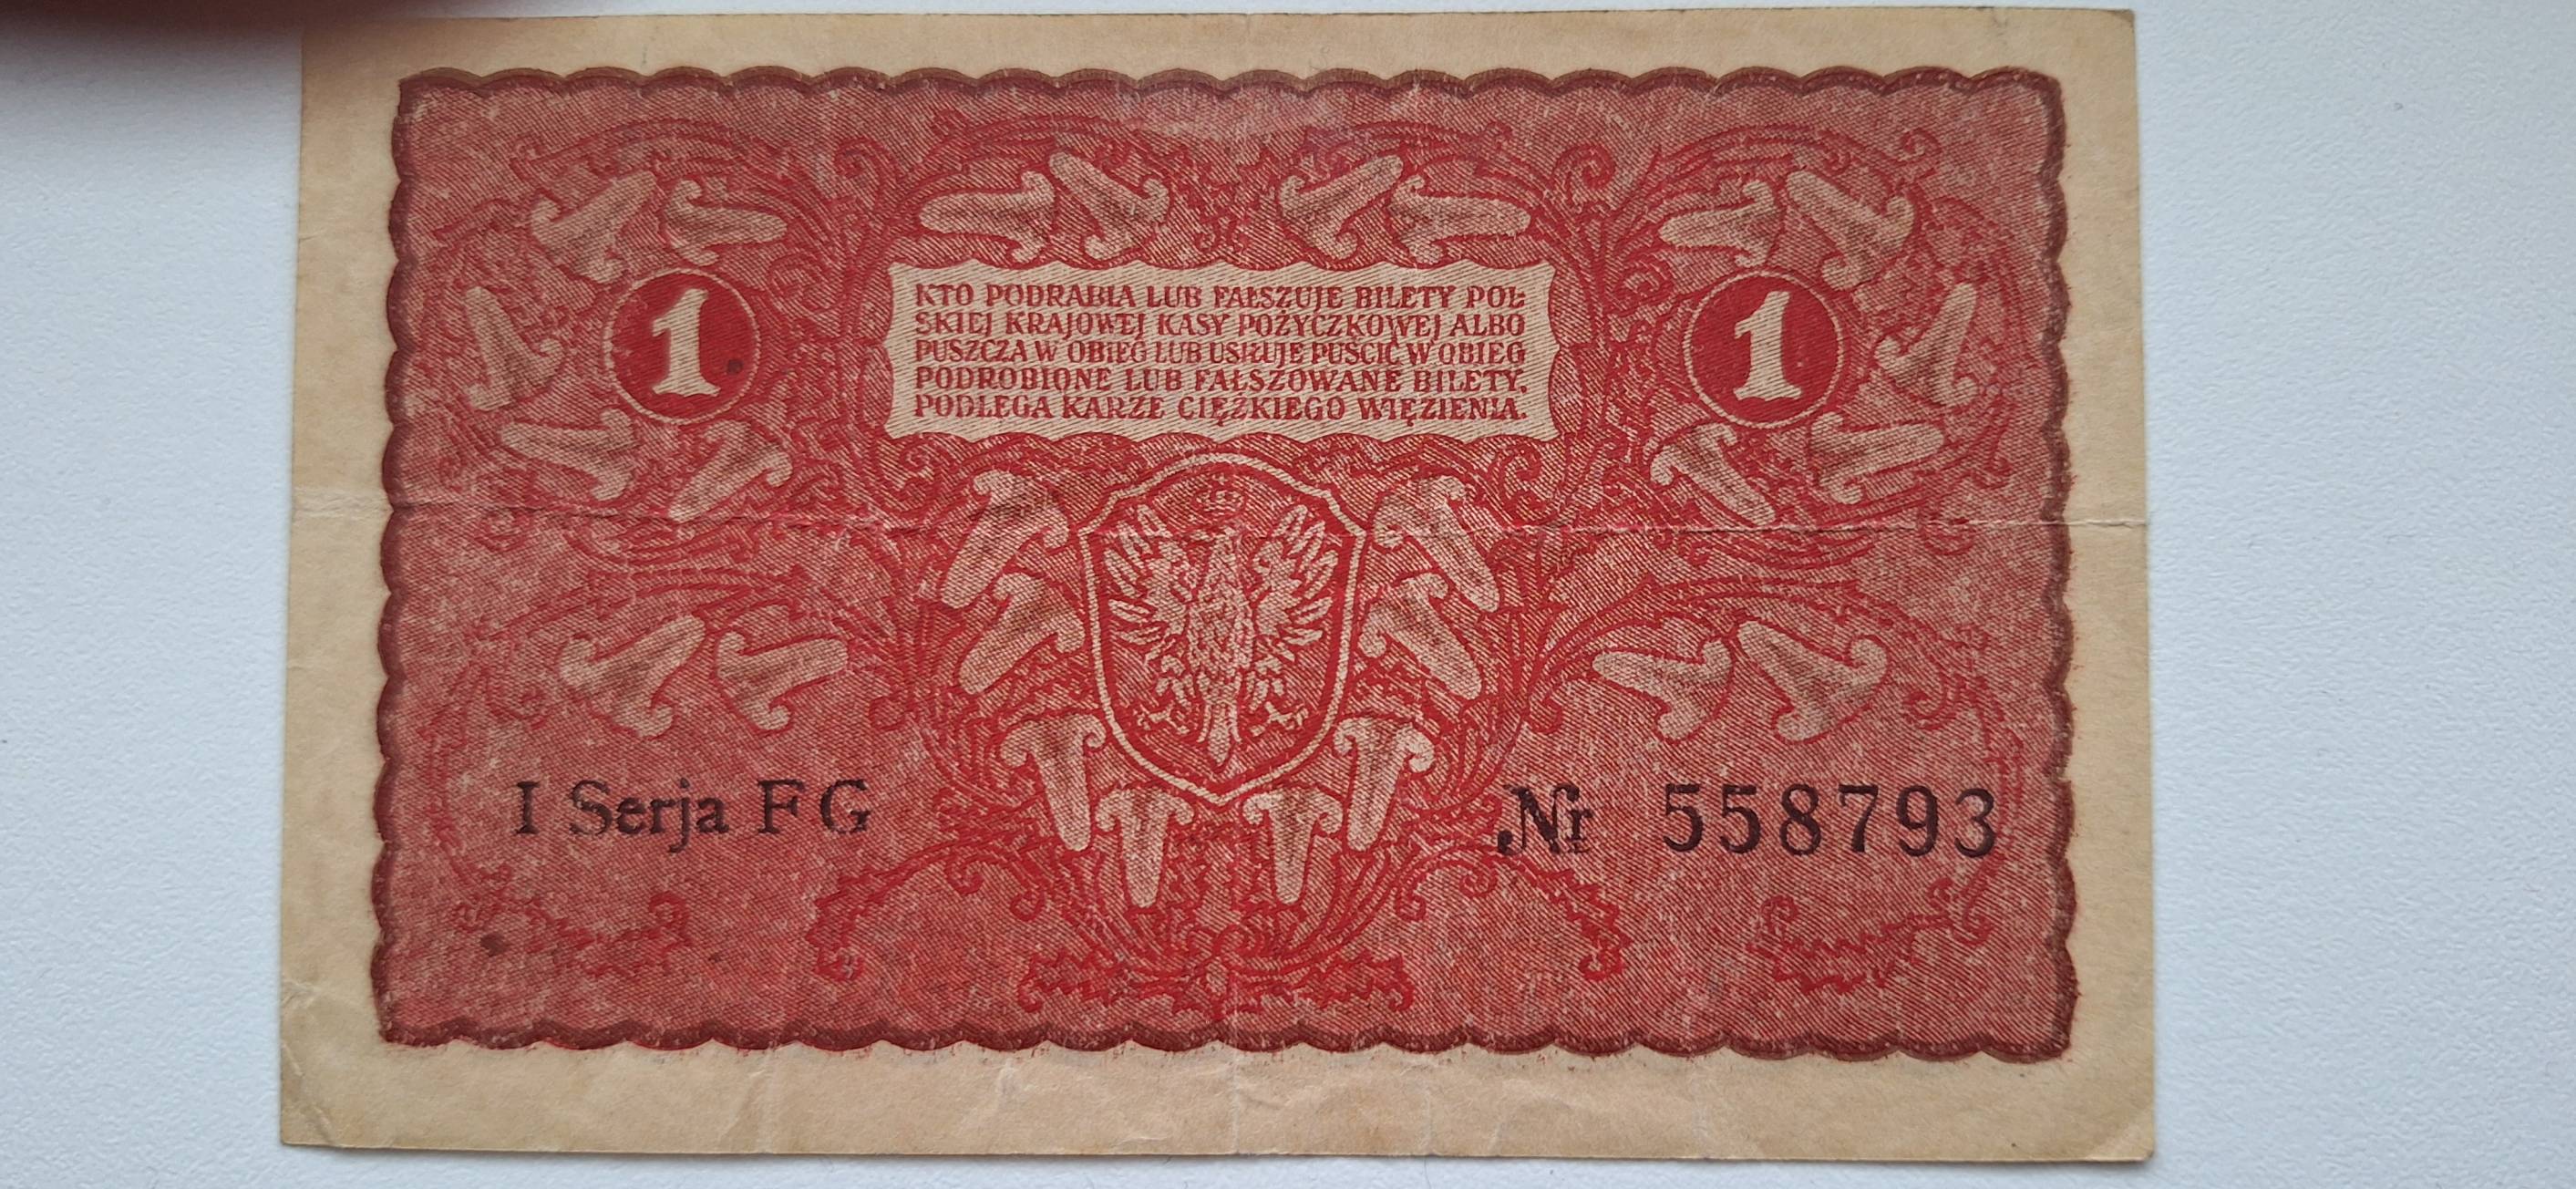 KTO PODRABIA LUB FAŁSZUJE BILETY POL-
1 SKIEJ KRAJOWEJ KASY POŻYCZKOWEJ ALBO 1
PUSZCZA W OBIEG LUB USIŁUJE PUŚCIĆ W OBIEG
PODROBIONE LUB FAŁSZOWANE BILETY,
PODLEGA KARZE CIĘŻKIEGO WIĘZIENIA.
I Serja FG Nr 558793